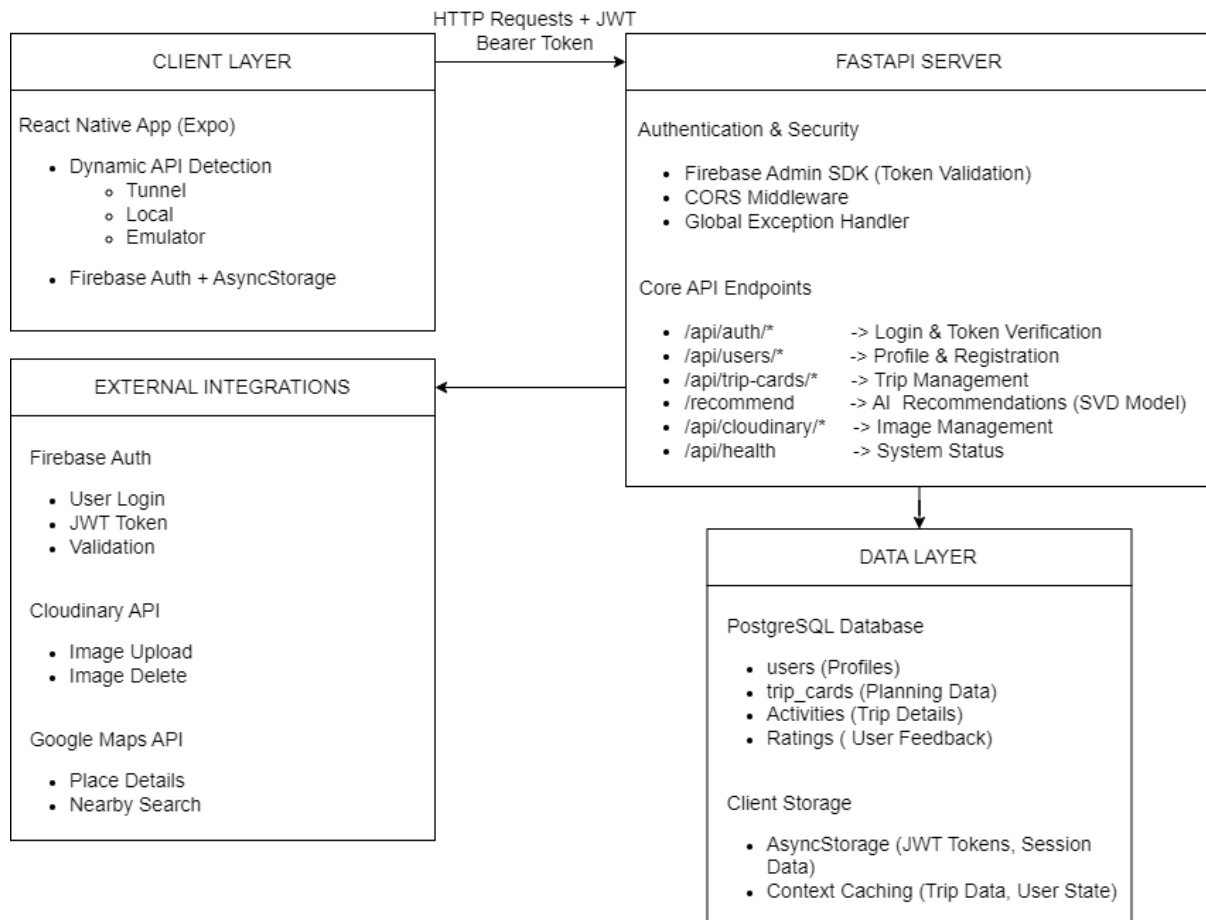 HTTP Requests + JWT
Bearer Token
CLIENT LAYER
React Native App (Expo)
Dynamic API Detection
Tunnel
Local
Emulator
Firebase Auth + AsyncStorage
FASTAPI SERVER
Authentication & Security
Firebase Admin SDK (Token Validation)
CORS Middleware
Global Exception Handler
Core API Endpoints
/api/auth/* -> Login & Token Verification
/api/users/* -> Profile & Registration
/api/trip-cards/* -> Trip Management
/recommend -> AI Recommendations (SVD Model)
/api/cloudinary/* -> Image Management
/api/health -> System Status
EXTERNAL INTEGRATIONS
Firebase Auth
User Login
JWT Token
Validation
Cloudinary API
Image Upload
Image Delete
Google Maps API
Place Details
Nearby Search
DATA LAYER
PostgreSQL Database
users (Profiles)
trip_cards (Planning Data)
Activities (Trip Details)
Ratings ( User Feedback)
Client Storage
AsyncStorage (JWT Tokens, Session
Data)
Context Caching (Trip Data, User State)